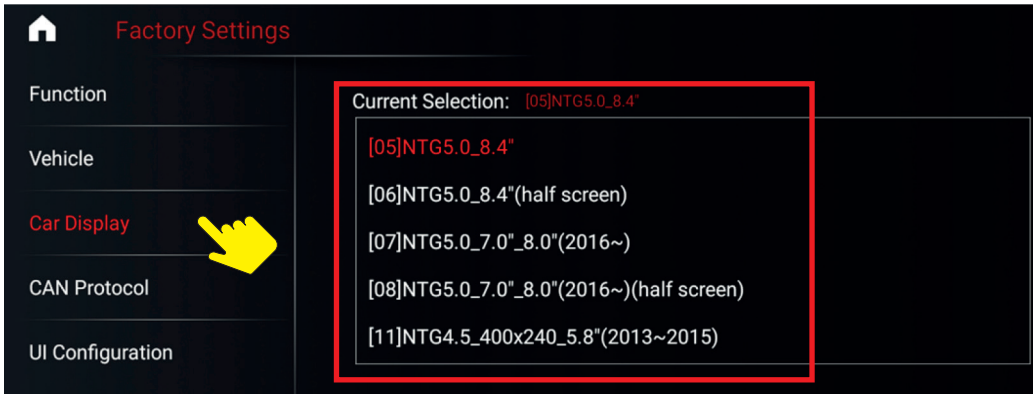 Factory Settings
Function
Vehicle
Car Display
CAN Protocol
UI Configuration
Current Selection: [05]NTG5.0_8.4"
[05]NTG5.0_8.4"
[06]NTG5.0_8.4"(half screen)
[07]NTG5.0_7.0"_8.0"(2016~)
[08]NTG5.0_7.0"_8.0"(2016~)(half screen)
[11]NTG4.5_400x240_5.8"(2013~2015)